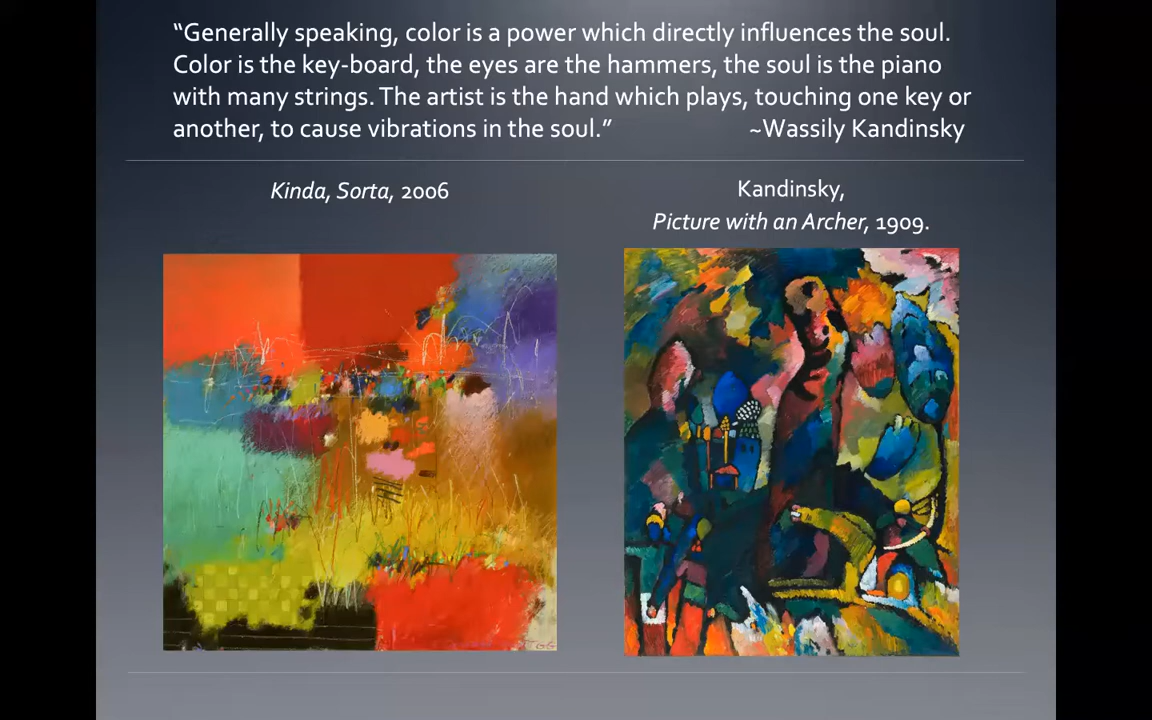 “Generally speaking, color is a power which directly influences the soul.
Color is the key-board, the eyes are the hammers, the soul is the piano
with many strings. The artist is the hand which plays, touching one key or
another, to cause vibrations in the soul.” ~Wassily Kandinsky
Kinda, Sorta, 2006
Kandinsky,
Picture with an Archer, 1909.